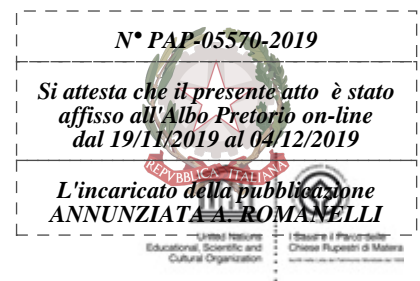 N° PAP-05570-2019
Si attesta che il presente atto è stato
affisso all'Albo Pretorio on-line
dal 19/11/2019 al 04/12/2019
REPVBBLICA ITALIANA
L'incaricato della pubblicazione
ANNUNZIATA A. ROMANELLI
United Nations
Educational, Scientific and
Cultural Organization
I Sassi e il Parco delle
Chiese Rupestri di Matera